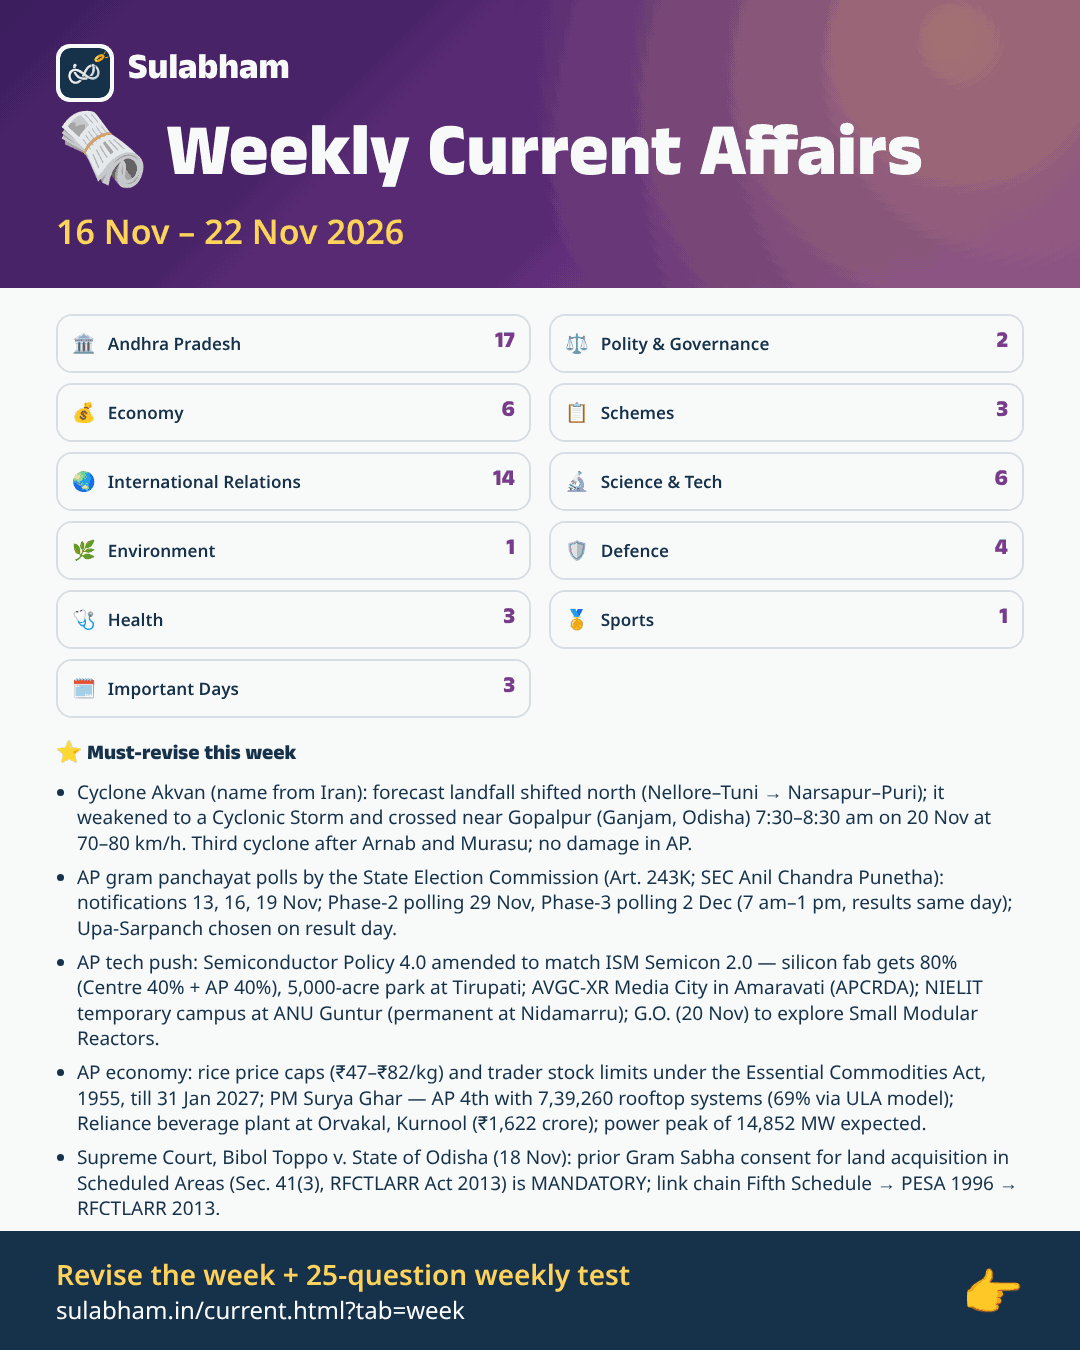 Sulabham
Weekly Current Affairs
16 Nov – 22 Nov 2026
Andhra Pradesh 17
Polity & Governance 2
Economy 6
Schemes 3
International Relations 14
Science & Tech 6
Environment 1
Defence 4
Health 3
Sports 1
Important Days 3
Must-revise this week
• Cyclone Akvan (name from Iran): forecast landfall shifted north (Nellore–Tuni → Narsapur–Puri); it
weakened to a Cyclonic Storm and crossed near Gopalpur (Ganjam, Odisha) 7:30–8:30 am on 20 Nov at
70–80 km/h. Third cyclone after Arnab and Murasu; no damage in AP.
• AP gram panchayat polls by the State Election Commission (Art. 243K; SEC Anil Chandra Punetha):
notifications 13, 16, 19 Nov; Phase-2 polling 29 Nov, Phase-3 polling 2 Dec (7 am–1 pm, results same day);
Upa-Sarpanch chosen on result day.
• AP tech push: Semiconductor Policy 4.0 amended to match ISM Semicon 2.0 — silicon fab gets 80%
(Centre 40% + AP 40%), 5,000-acre park at Tirupati; AVGC-XR Media City in Amaravati (APCRDA); NIELIT
temporary campus at ANU Guntur (permanent at Nidamarru); G.O. (20 Nov) to explore Small Modular
Reactors.
• AP economy: rice price caps (₹47–₹82/kg) and trader stock limits under the Essential Commodities Act,
1955, till 31 Jan 2027; PM Surya Ghar — AP 4th with 7,39,260 rooftop systems (69% via ULA model);
Reliance beverage plant at Orvakal, Kurnool (₹1,622 crore); power peak of 14,852 MW expected.
• Supreme Court, Bibol Toppo v. State of Odisha (18 Nov): prior Gram Sabha consent for land acquisition in
Scheduled Areas (Sec. 41(3), RFCTLARR Act 2013) is MANDATORY; link chain Fifth Schedule → PESA 1996 →
RFCTLARR 2013.
Revise the week + 25-question weekly test
sulabham.in/current.html?tab=week